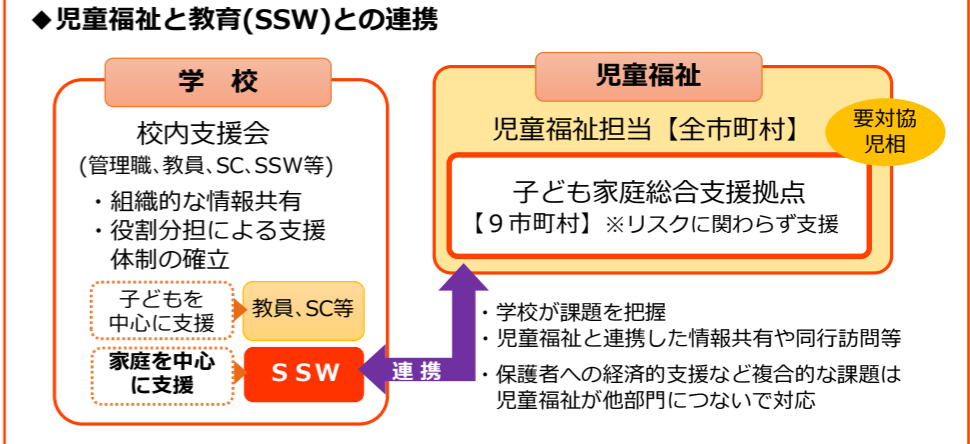 ◆児童福祉と教育(SSW)との連携
学 校
校内支援会
(管理職、教員、SC、SSW等)
・組織的な情報共有
・役割分担による支援
体制の確立
子どもを
中心に支援
教員、SC等
家庭を中心
に支援
ＳＳＷ
連 携
児童福祉
児童福祉担当【全市町村】
要対協
児相
子ども家庭総合支援拠点
【９市町村】※リスクに関わらず支援
・学校が課題を把握
・児童福祉と連携した情報共有や同行訪問等
・保護者への経済的支援など複合的な課題は
児童福祉が他部門につないで対応